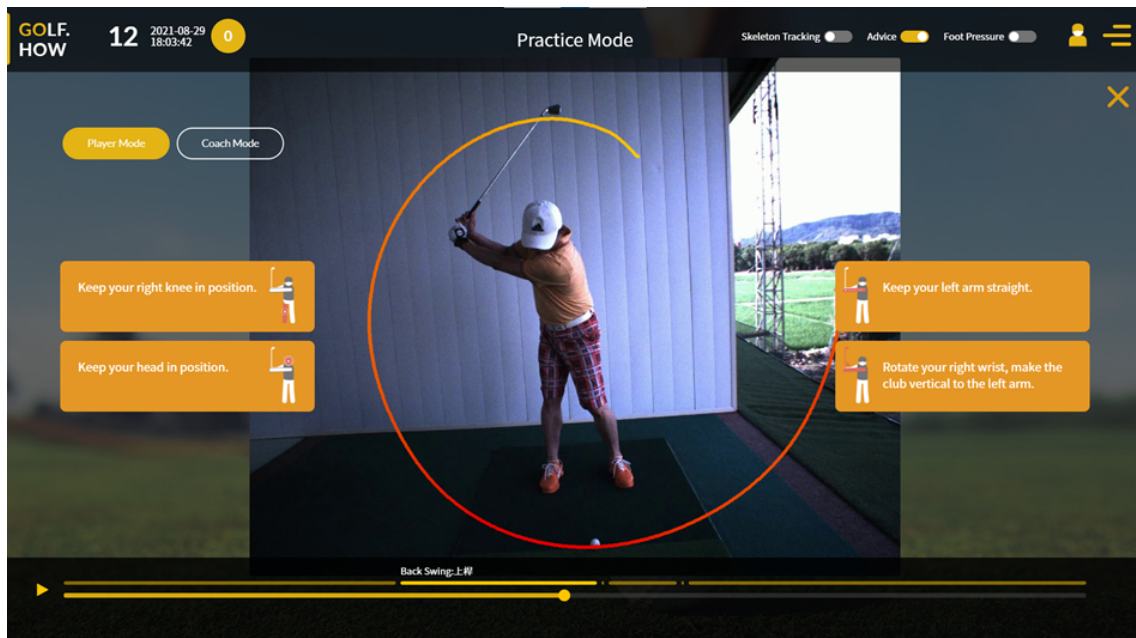 GOLF.
HOW
12
2021-08-29
18:03:42
0
Practice Mode
Skeleton Tracking
Advice
Foot Pressure
Player Mode
Coach Mode
Keep your right knee in position.
Keep your head in position.
Keep your left arm straight.
Rotate your right wrist, make the
club vertical to the left arm.
Back Swing:上桿